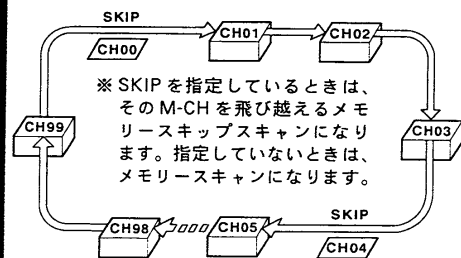 SKIP
CH00
CH01
CH02
CH99
※SKIPを指定しているときは、
そのM-CHを飛び越えるメモ
リースキップスキャンになり
ます。指定していないときは、
メモリースキャンになります。
CH03
SKIP
CH98
CH05
CH04